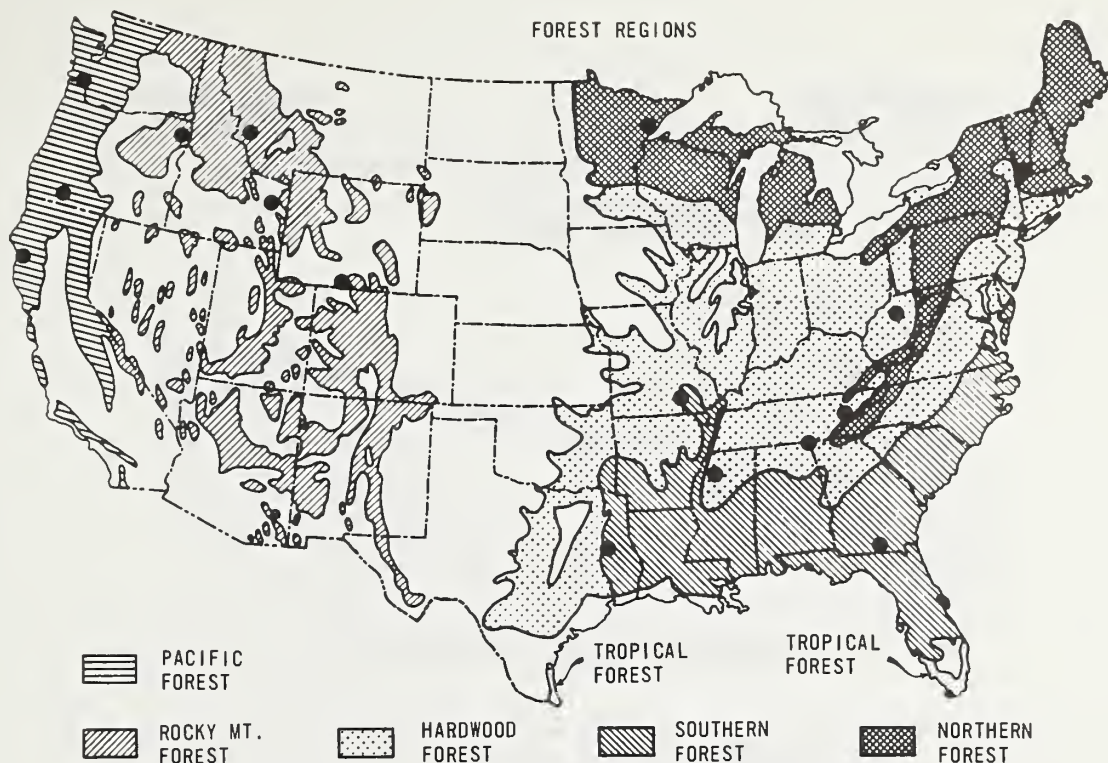 FOREST REGIONS
TROPICAL
FOREST
TROPICAL
FOREST
PACIFIC
FOREST
ROCKY MT.
FOREST
HARDWOOD
FOREST
SOUTHERN
FOREST
NORTHERN
FOREST